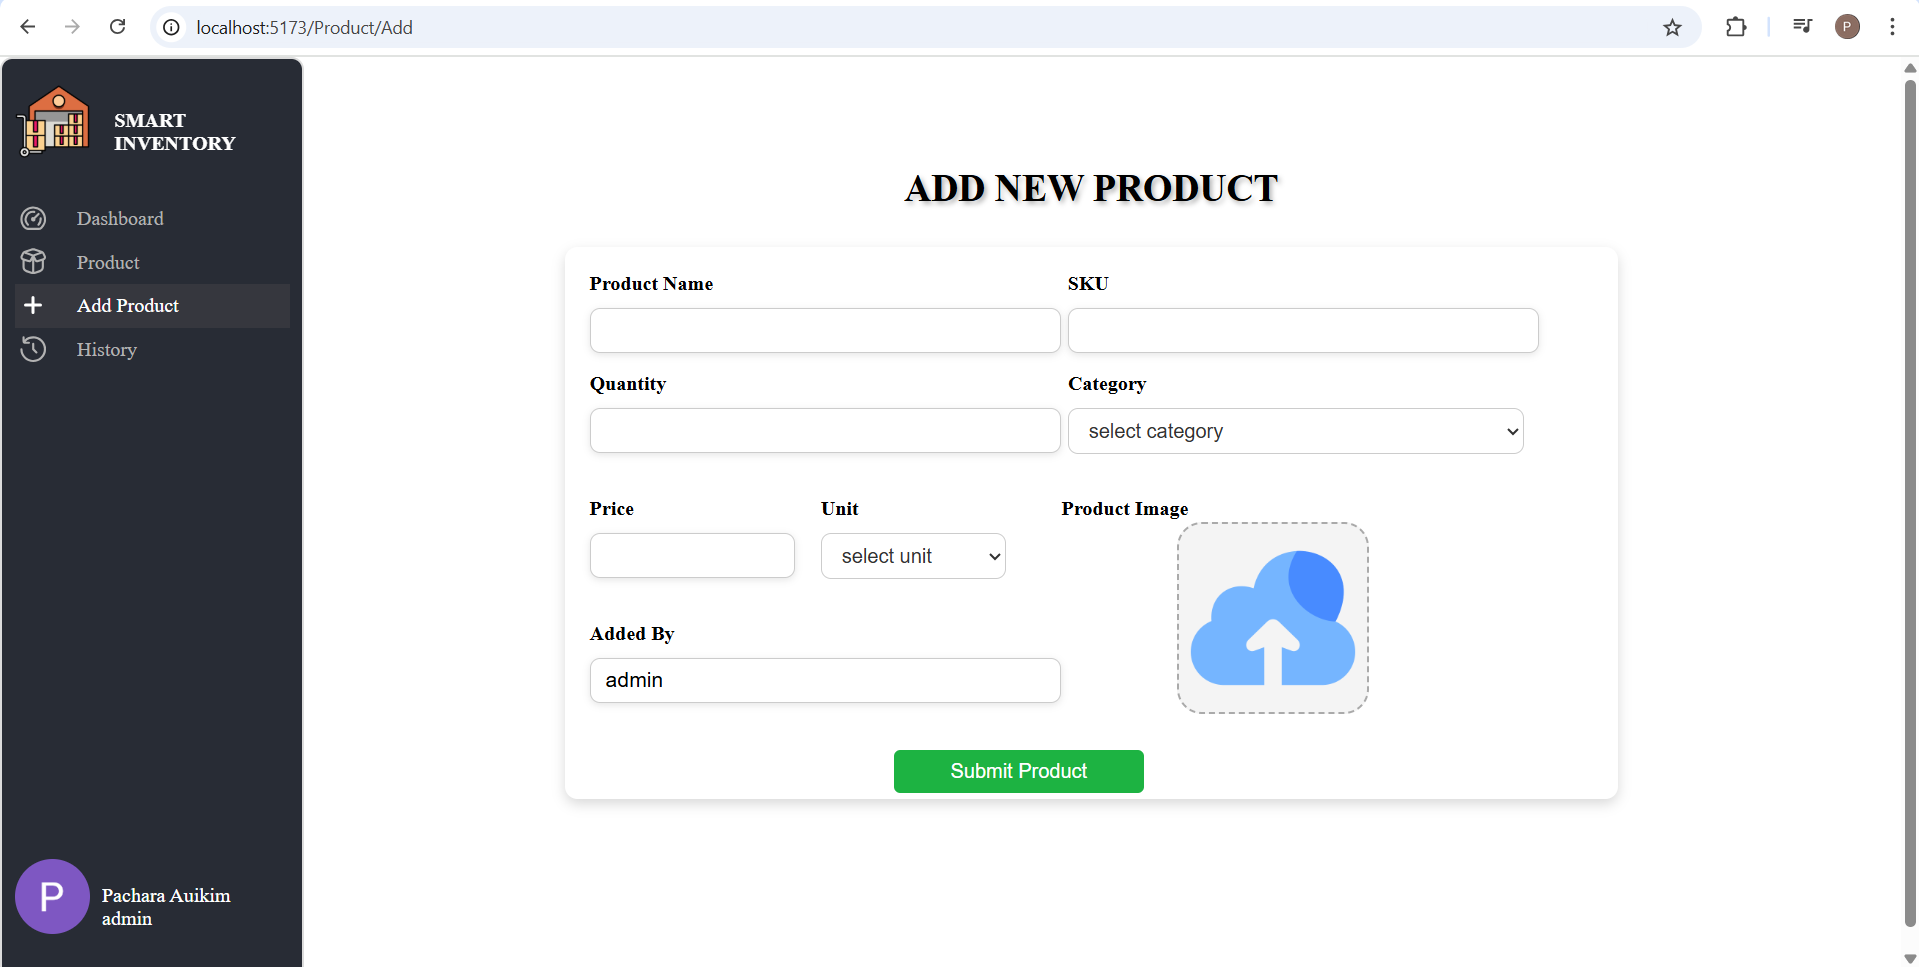 localhost:5173/Product/Add
P
SMART
INVENTORY
Dashboard
Product
Add Product
History
ADD NEW PRODUCT
Product Name
SKU
Quantity
Category
select category
Price
Unit
Product Image
select unit
Added By
admin
Submit Product
P
Pachara Auikim
admin